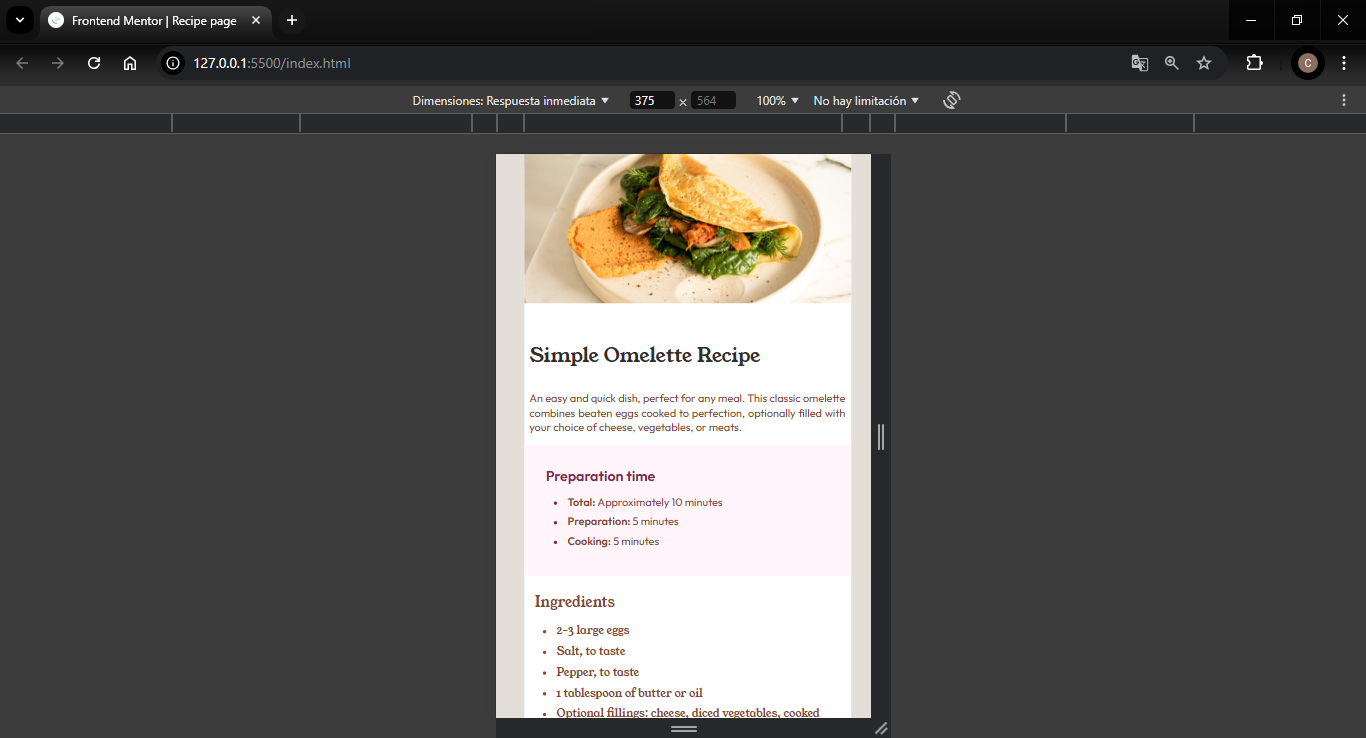 Frontend Mentor | Recipe page
127.0.0.1:5500/index.html
C
Dimensiones: Respuesta inmediata
375 × 564
100%
No hay limitación
Simple Omelette Recipe
An easy and quick dish, perfect for any meal. This classic omelette
combines beaten eggs cooked to perfection, optionally filled with
your choice of cheese, vegetables, or meats.
Preparation time
• Total: Approximately 10 minutes
• Preparation: 5 minutes
• Cooking: 5 minutes
Ingredients
• 2-3 large eggs
• Salt, to taste
• Pepper, to taste
• 1 tablespoon of butter or oil
• Optional fillings: cheese, diced vegetables, cooked